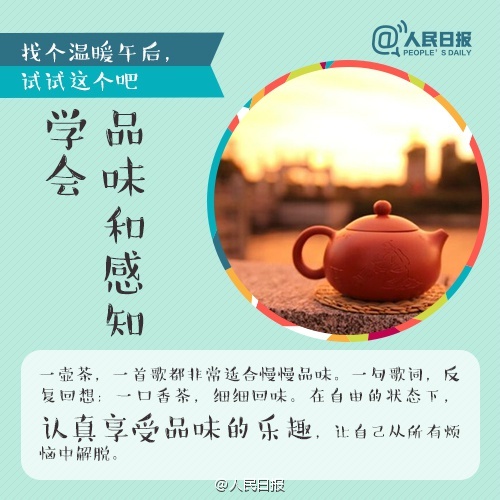 @人民日报
PEOPLE'S DAILY
找个温暖午后，
试试这个吧
学会
品味和感知
一壶茶，一首歌都非常适合慢慢品味。一句歌词，反
复回想；一口香茶，细细回味。在自由的状态下，
认真享受品味的乐趣，让自己从所有烦
恼中解脱。
@人民日报